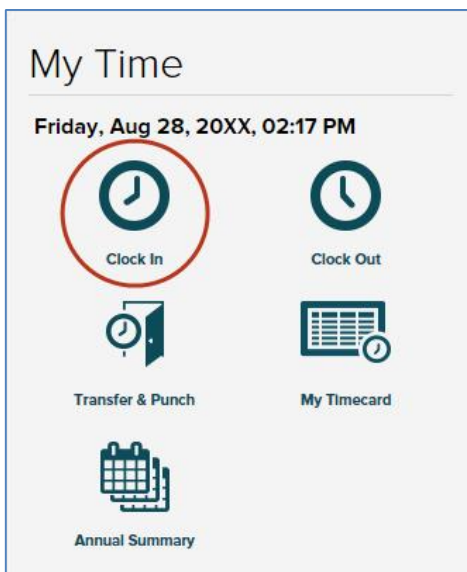 My Time
Friday, Aug 28, 20XX, 02:17 PM
Clock In
Clock Out
Transfer & Punch
My Timecard
Annual Summary